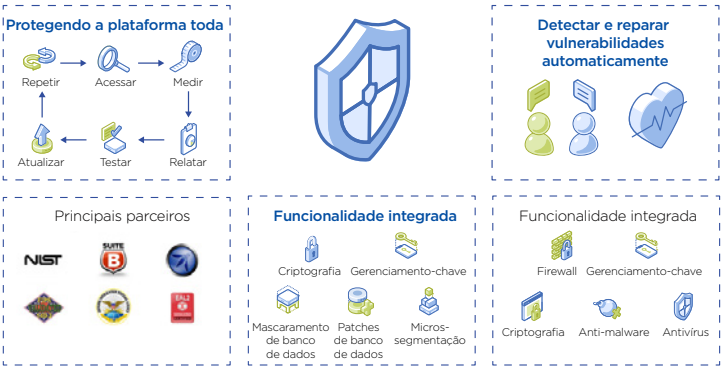 Protegendo a plataforma toda
Repetir
Acessar
Medir
Atualizar
Testar
Relatar
Detectar e reparar
vulnerabilidades
automaticamente
Principais parceiros
NIST
SUITE
B
EAL2
Funcionalidade integrada
Criptografia
Gerenciamento-chave
Mascaramento
de banco
de dados
Patches
de banco
de dados
Micros-
segmentação
Funcionalidade integrada
Firewall
Gerenciamento-chave
Criptografia
Anti-malware
Antivírus